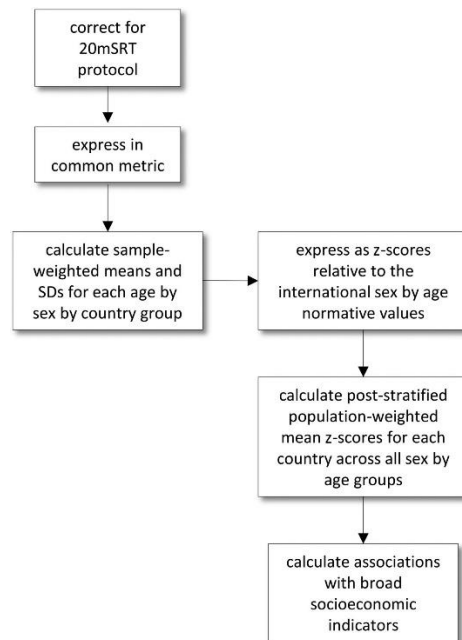 correct for
20mSRT
protocol
express in
common metric
calculate sample-
weighted means and
SDs for each age by
sex by country group
express as z-scores
relative to the
international sex by age
normative values
calculate post-stratified
population-weighted
mean z-scores for each
country across all sex by
age groups
calculate associations
with broad
socioeconomic
indicators